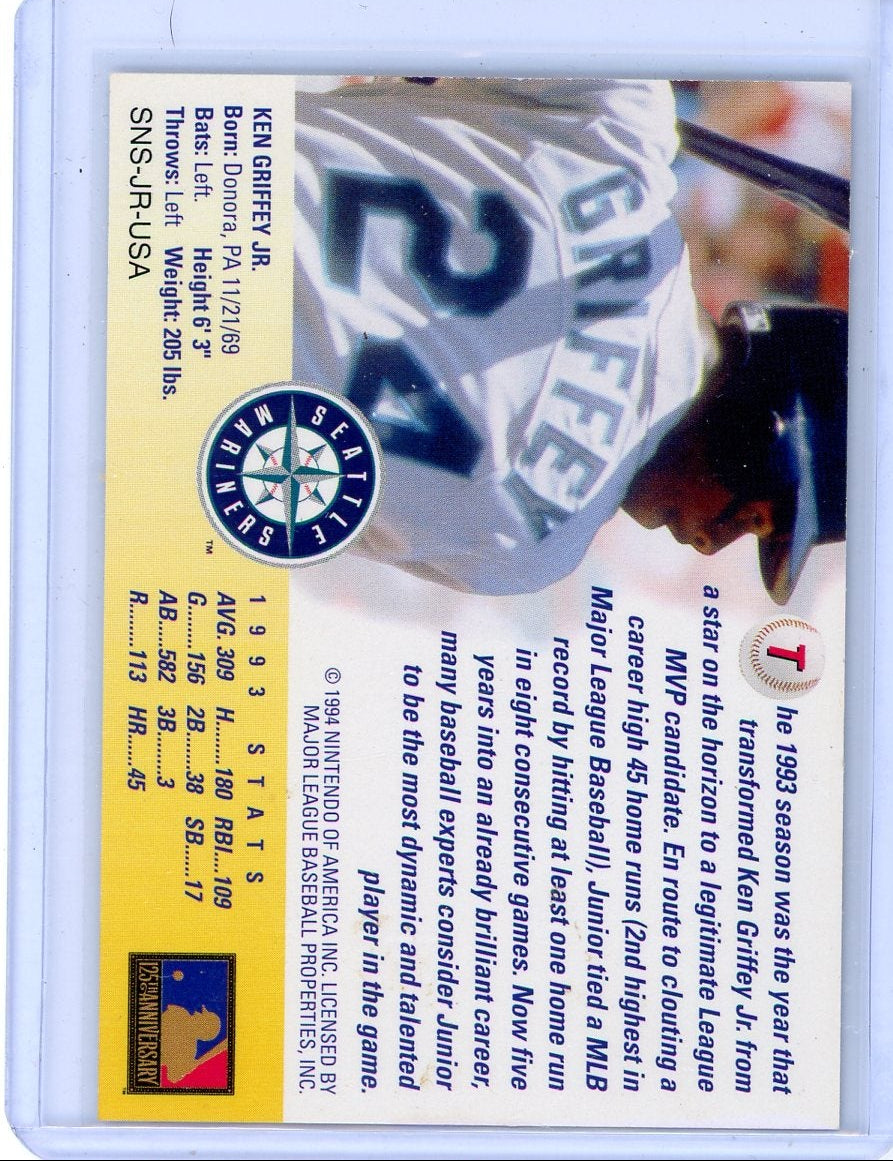 GRIFFEY
24
The 1993 season was the year that
transformed Ken Griffey Jr. from
a star on the horizon to a legitimate League
MVP candidate. En route to clouting a
career high 45 home runs (2nd highest in
Major League Baseball), Junior tied a MLB
record by hitting at least one home run
in eight consecutive games. Now five
years into an already brilliant career,
many baseball experts consider Junior
to be the most dynamic and talented
player in the game.
© 1994 NINTENDO OF AMERICA INC. LICENSED BY
MAJOR LEAGUE BASEBALL PROPERTIES, INC.
KEN GRIFFEY JR.
Born: Donora, PA 11/21/69
Bats: Left. Height 6' 3"
Throws: Left Weight: 205 lbs.
SNS-JR-USA
SEATTLE
MARINERS
TM
1993 STATS
AVG. 309 H........180 RBI....109
G........156 2B.......38 SB......17
AB....582 3B........3
R........113 HR.....45
125TH ANNIVERSARY